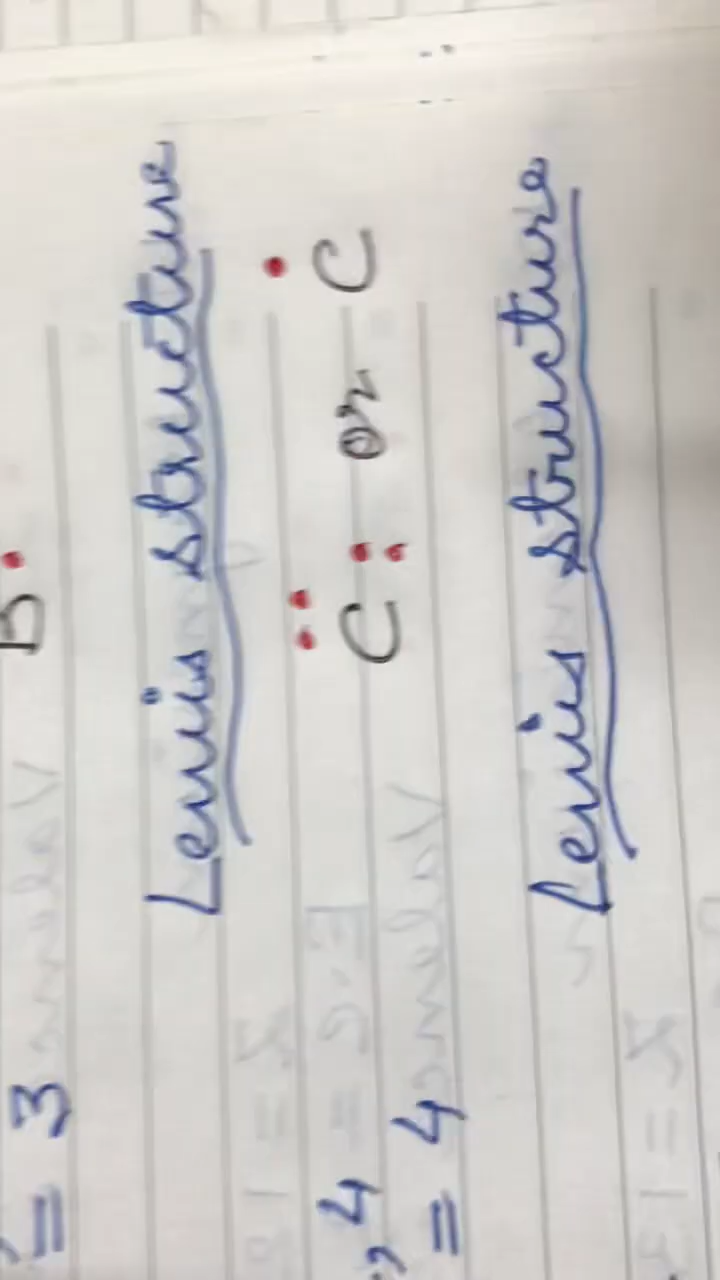 = 3 B·
Lewis structure
, 4 C̈: or Ċ
= 4
Lewis structure